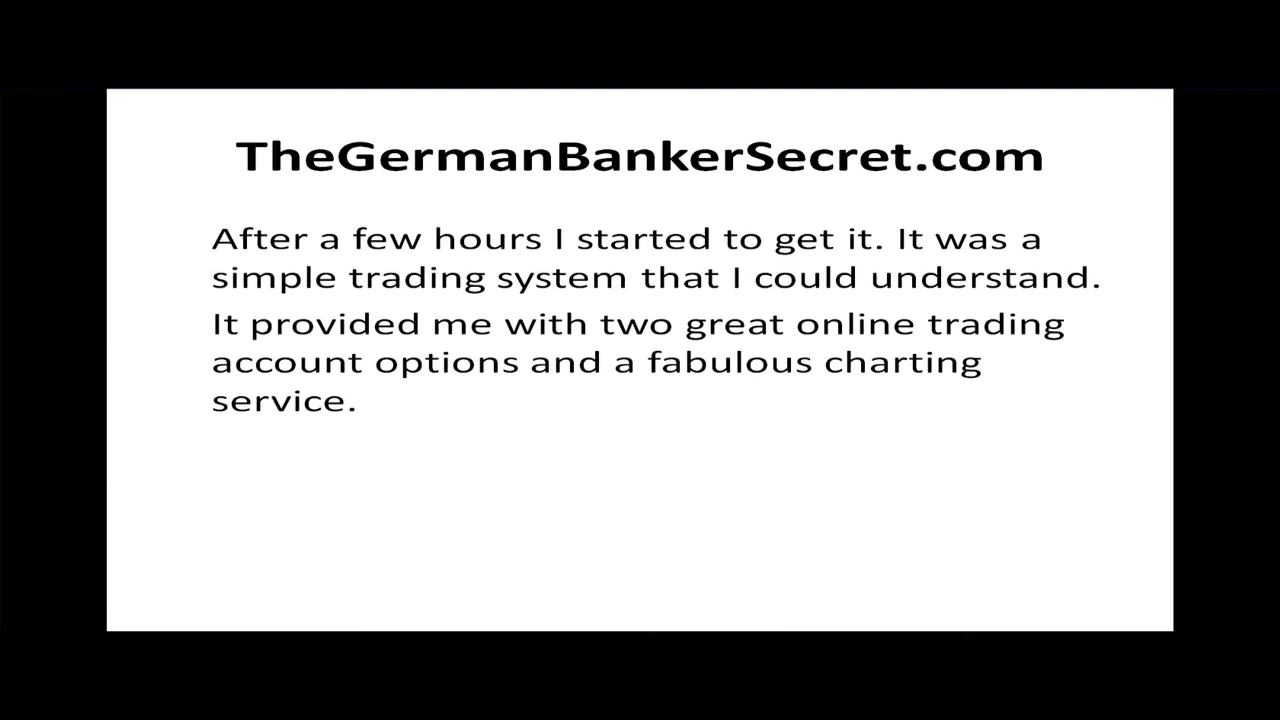 TheGermanBankerSecret.com
After a few hours I started to get it. It was a
simple trading system that I could understand.
It provided me with two great online trading
account options and a fabulous charting
service.